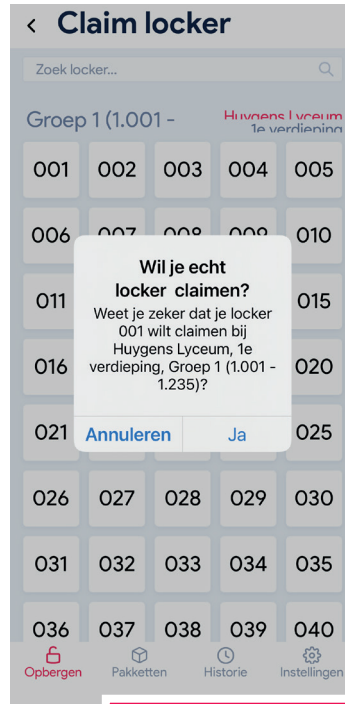 Claim locker
Zoek locker...
Groep 1 (1.001 - Huygens Lyceum
1e verdieping
001 002 003 004 005
006 007 008 009 010
Wil je echt
locker claimen?
Weet je zeker dat je locker
001 wilt claimen bij
Huygens Lyceum, 1e
verdieping, Groep 1 (1.001 -
1.235)?
Annuleren Ja
011 015
016 020
021 025
026 027 028 029 030
031 032 033 034 035
036 037 038 039 040
Opbergen Pakketten Historie Instellingen